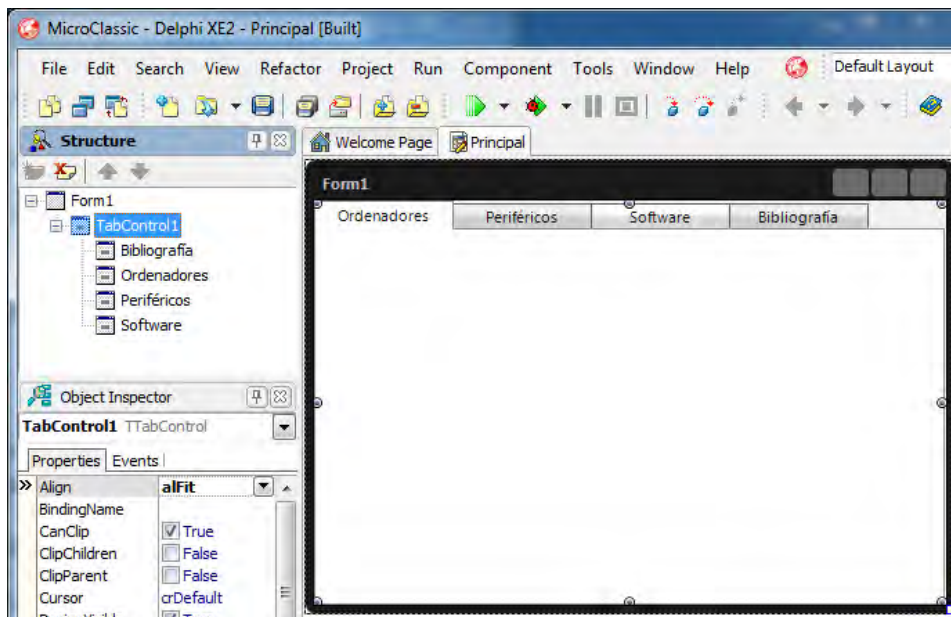 MicroClassic - Delphi XE2 - Principal [Built]
File Edit Search View Refactor Project Run Component Tools Window Help Default Layout
Structure
Welcome Page Principal
Form1
TabControl1
Bibliografía
Ordenadores
Periféricos
Software
Form1
Ordenadores Periféricos Software Bibliografía
Object Inspector
TabControl1 TTabControl
Properties Events
Align alFit
BindingName
CanClip True
ClipChildren False
ClipParent False
Cursor crDefault